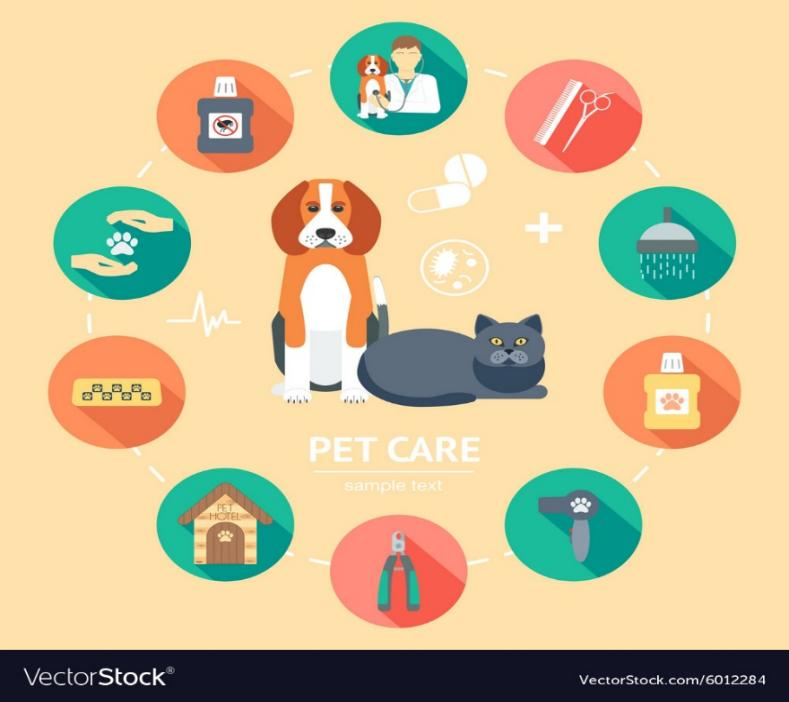 PET
HOTEL
PET CARE
sample text
VectorStock®
VectorStock.com/6012284